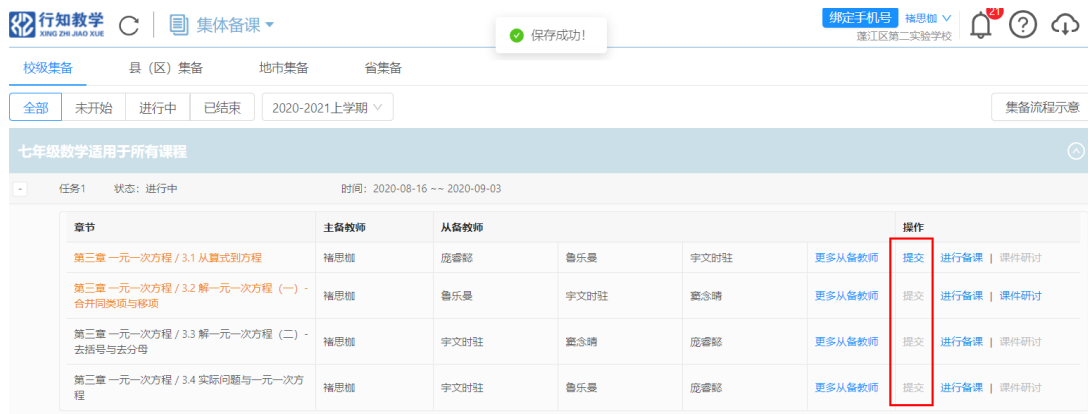 行知教学
XING ZHI JIAO XUE
集体备课
保存成功！
绑定手机号 褚思枷
21
蓬江区第二实验学校
校级集备 县（区）集备 地市集备 省集备
全部 未开始 进行中 已结束 2020-2021上学期 集备流程示意
七年级数学适用于所有课程
- 任务1 状态：进行中 时间：2020-08-16 ~~ 2020-09-03
章节 主备教师 从备教师 操作
第三章 一元一次方程 / 3.1 从算式到方程 褚思枷 庞睿懿 鲁乐曼 宇文时驻 更多从备教师 提交 进行备课 | 课件研讨
第三章 一元一次方程 / 3.2 解一元一次方程（一）-
合并同类项与移项 褚思枷 鲁乐曼 宇文时驻 窦念晴 更多从备教师 提交 进行备课 | 课件研讨
第三章 一元一次方程 / 3.3 解一元一次方程（二）-
去括号与去分母 褚思枷 宇文时驻 窦念晴 庞睿懿 更多从备教师 提交 进行备课 | 课件研讨
第三章 一元一次方程 / 3.4 实际问题与一元一次方
程 褚思枷 宇文时驻 鲁乐曼 庞睿懿 更多从备教师 提交 进行备课 | 课件研讨